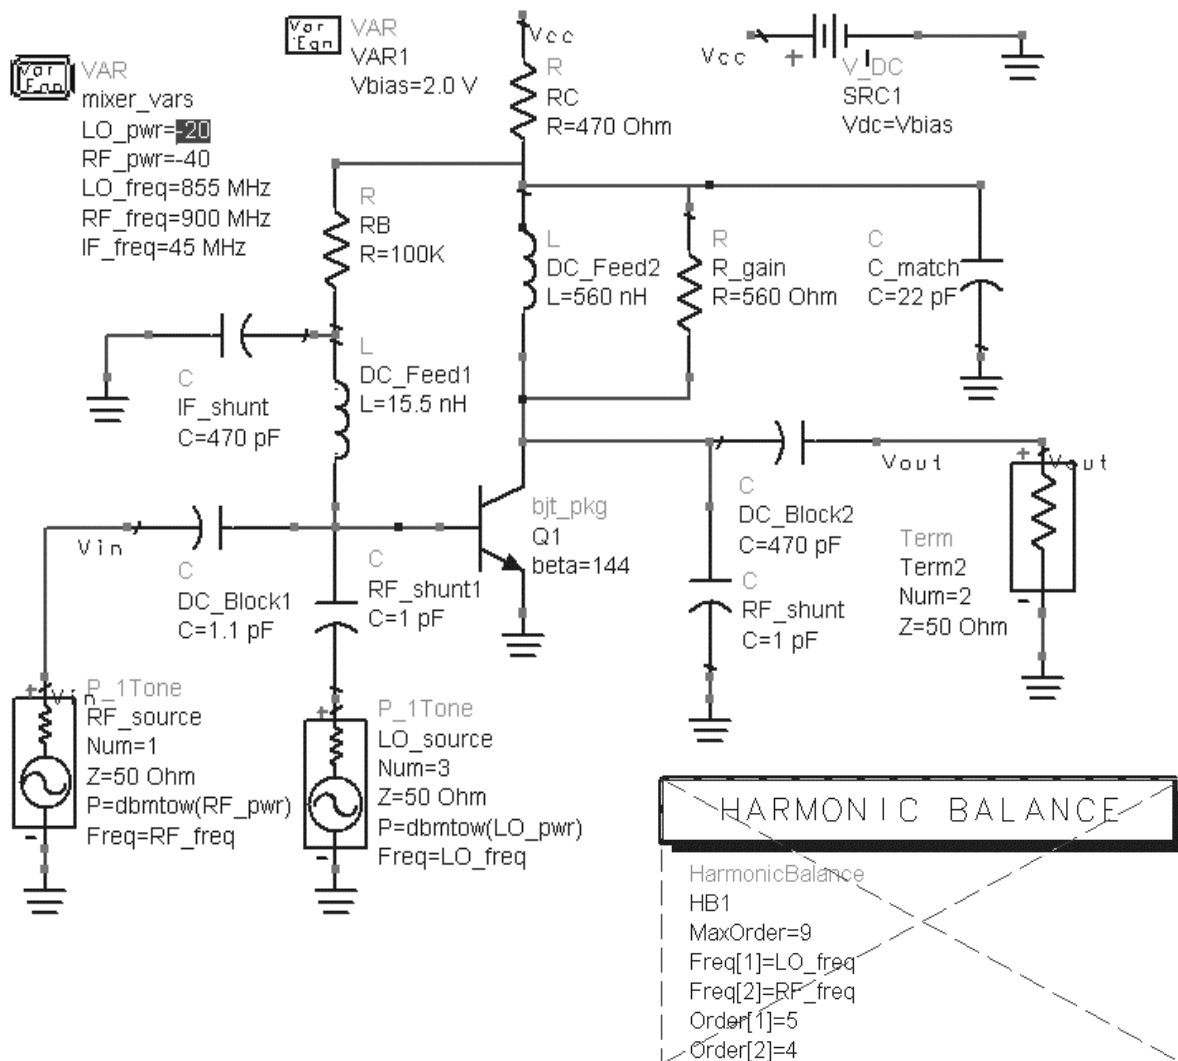 Var
Eqn
VAR
mixer_vars
LO_pwr=-20
RF_pwr=-40
LO_freq=855 MHz
RF_freq=900 MHz
IF_freq=45 MHz
Var
Eqn
VAR
VAR1
Vbias=2.0 V
Vcc
R
RC
R=470 Ohm
Vcc
+
V_DC
SRC1
Vdc=Vbias
R
RB
R=100K
L
DC_Feed2
L=560 nH
R
R_gain
R=560 Ohm
C
C_match
C=22 pF
C
IF_shunt
C=470 pF
L
DC_Feed1
L=15.5 nH
Vin
C
DC_Block1
C=1.1 pF
C
RF_shunt1
C=1 pF
bjt_pkg
Q1
beta=144
C
DC_Block2
C=470 pF
C
RF_shunt
C=1 pF
Vout
+
Vout
Term
Term2
Num=2
Z=50 Ohm
-
+
Vin
P_1Tone
RF_source
Num=1
Z=50 Ohm
P=dbmtow(RF_pwr)
Freq=RF_freq
-
+
P_1Tone
LO_source
Num=3
Z=50 Ohm
P=dbmtow(LO_pwr)
Freq=LO_freq
-
HARMONIC BALANCE
HarmonicBalance
HB1
MaxOrder=9
Freq[1]=LO_freq
Freq[2]=RF_freq
Order[1]=5
Order[2]=4